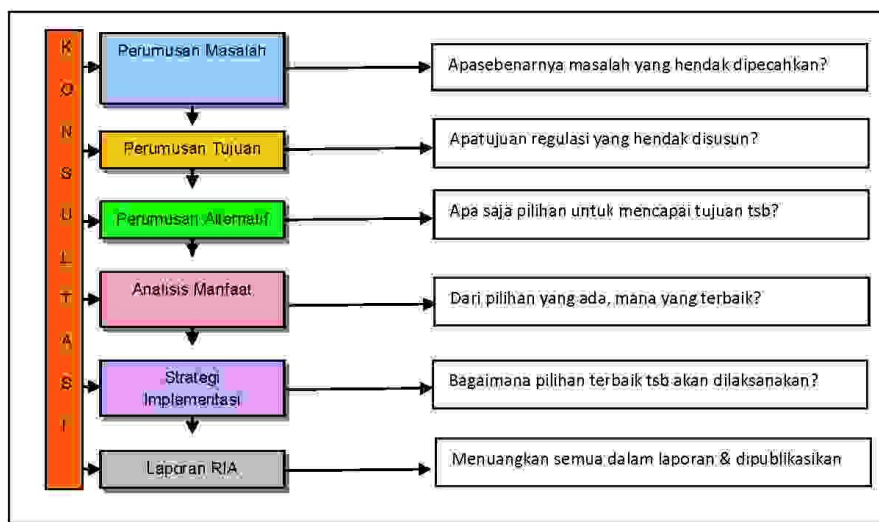 KONSULTASI
Perumusan Masalah
Apasebenarnya masalah yang hendak dipecahkan?
Perumusan Tujuan
Apatujuan regulasi yang hendak disusun?
Perumusan Alternatif
Apa saja pilihan untuk mencapai tujuan tsb?
Analisis Manfaat
Dari pilihan yang ada, mana yang terbaik?
Strategi
Implementasi
Bagaimana pilihan terbaik tsb akan dilaksanakan?
Laporan RIA
Menuangkan semua dalam laporan & dipublikasikan